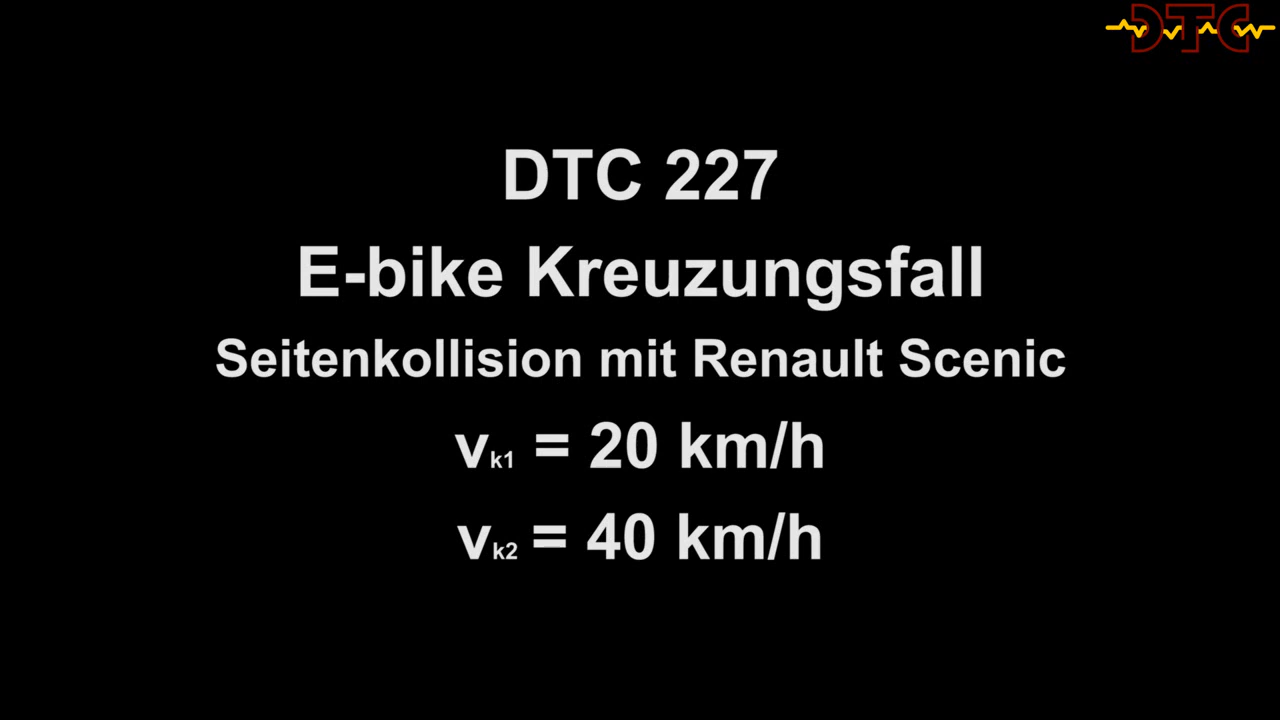 DTC
DTC 227
E-bike Kreuzungsfall
Seitenkollision mit Renault Scenic
vk1 = 20 km/h
vk2 = 40 km/h